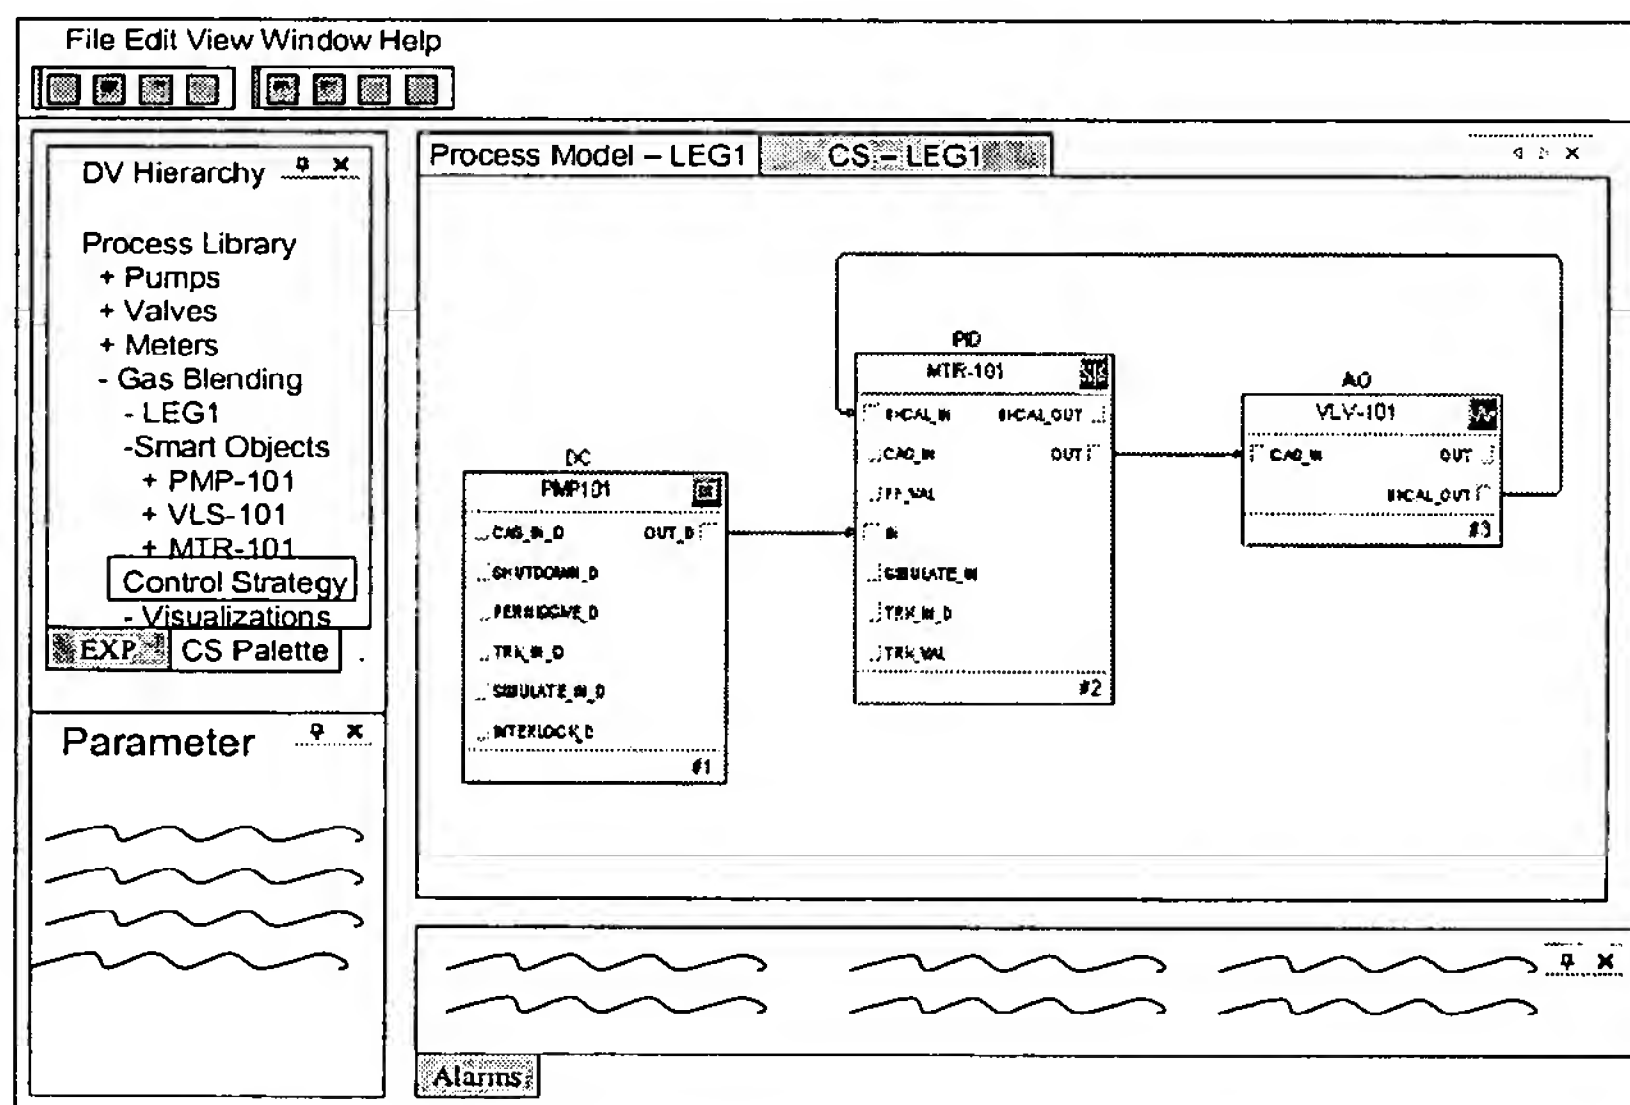 File Edit View Window Help
DV Hierarchy
Process Library
+ Pumps
+ Valves
+ Meters
- Gas Blending
- LEG1
-Smart Objects
+ PMP-101
+ VLS-101
+ MTR-101
Control Strategy
- Visualizations
EXP CS Palette
Parameter
Process Model – LEG1 CS – LEG1
DC
PMP101
CAS_IN_D OUT_D
SHUTDOWN_D
PERMISSIVE_D
TRK_IN_D
SIMULATE_IN_D
INTERLOCK_D
#1
PID
MTR-101
BKCAL_IN BKCAL_OUT
CAS_IN OUT
FF_VAL
IN
SIMULATE_IN
TRK_IN_D
TRK_VAL
#2
AO
VLV-101
CAS_IN OUT
BKCAL_OUT
#3
Alarms